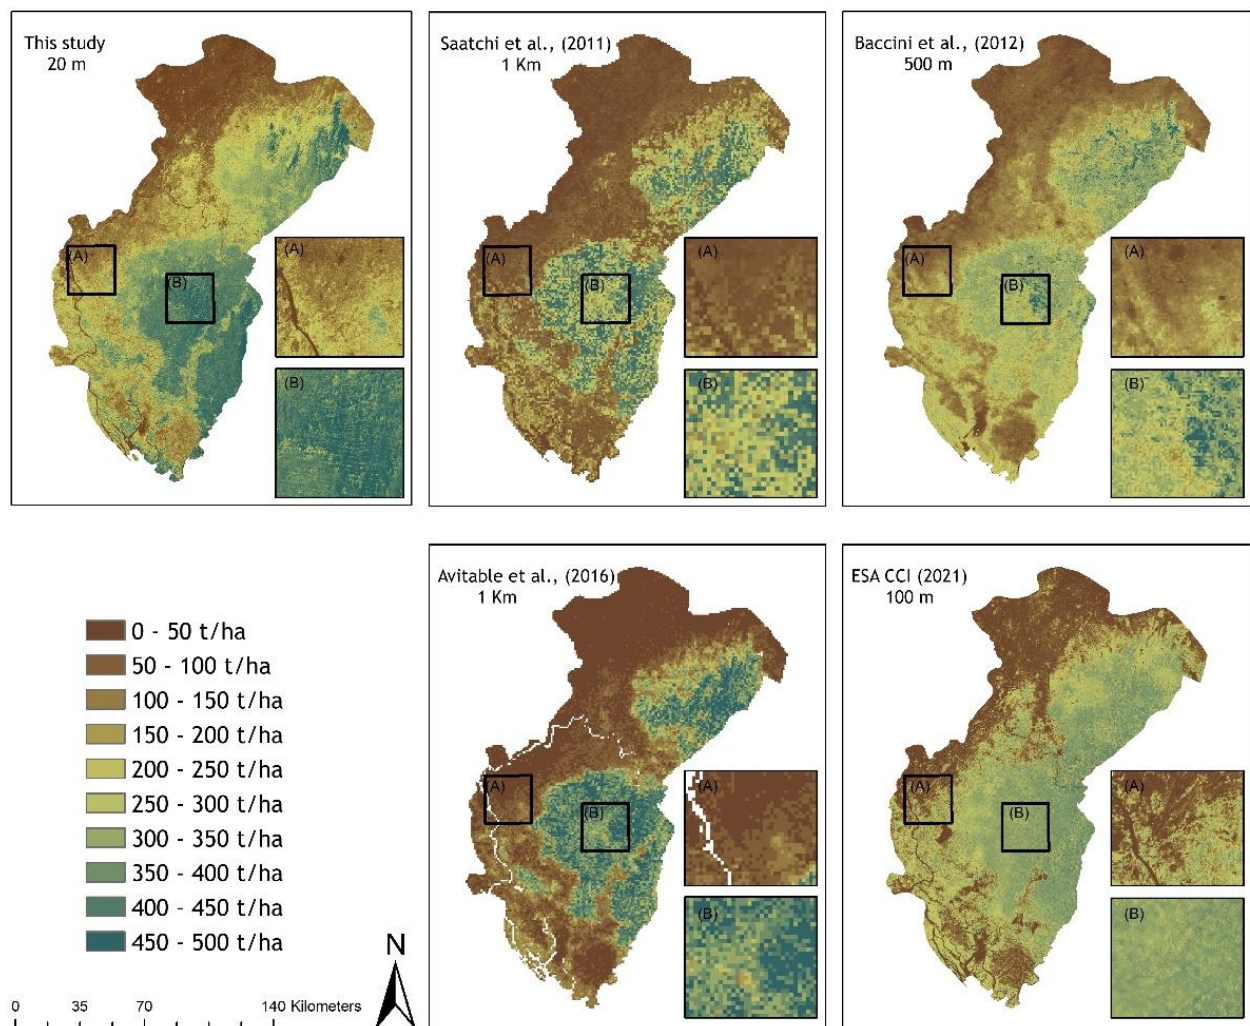 This study
20 m
(A)
(B)
(A)
(B)
Saatchi et al., (2011)
1 Km
(A)
(B)
(A)
(B)
Baccini et al., (2012)
500 m
(A)
(B)
(A)
(B)
0 - 50 t/ha
50 - 100 t/ha
100 - 150 t/ha
150 - 200 t/ha
200 - 250 t/ha
250 - 300 t/ha
300 - 350 t/ha
350 - 400 t/ha
400 - 450 t/ha
450 - 500 t/ha
0 35 70 140 Kilometers
N
Avitable et al., (2016)
1 Km
(A)
(B)
(A)
(B)
ESA CCI (2021)
100 m
(A)
(B)
(A)
(B)